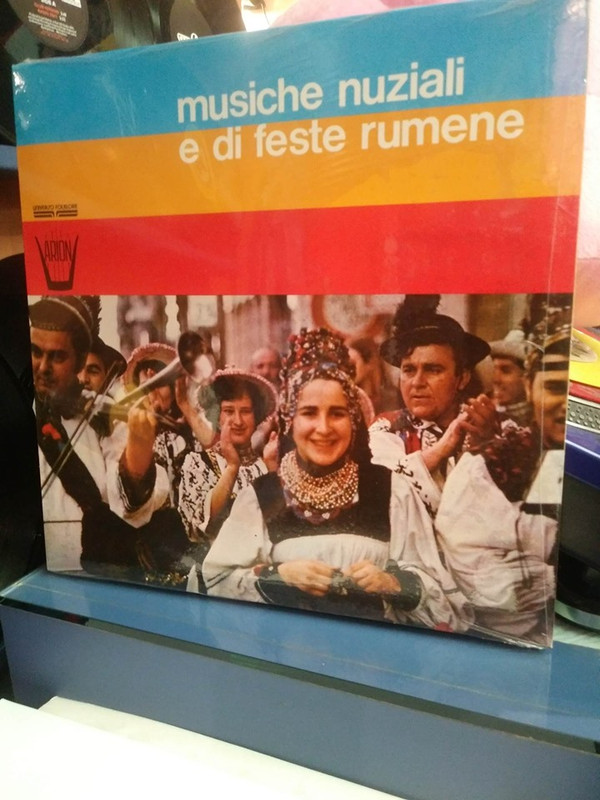 musiche nuziali
e di feste rumene
ARION